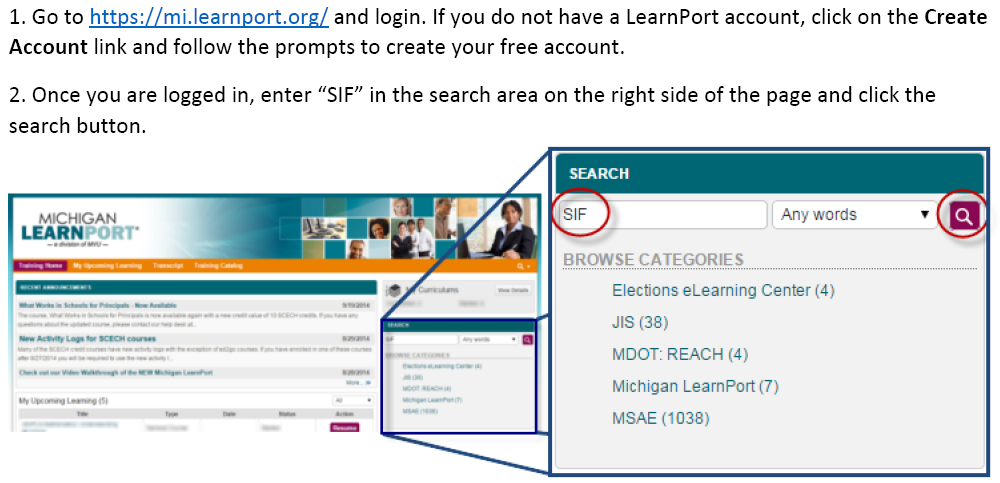 1. Go to https://mi.learnport.org/ and login. If you do not have a LearnPort account, click on the Create
Account link and follow the prompts to create your free account.
2. Once you are logged in, enter “SIF” in the search area on the right side of the page and click the
search button.
MICHIGAN
LEARNPORT
— a division of MVU —
Training Home My Upcoming Learning Transcript Training Catalog
RECENT ANNOUNCEMENTS
What Works in Schools for Principals - Now Available 9/19/2014
The course, What Works in Schools for Principals is now available again with a new credit value of 10 SCECH credits. If you have any
questions about the updated course, please contact our help desk at...
New Activity Logs for SCECH courses 8/29/2014
Many of the SCECH credit courses have new activity logs with the exception of ed2go courses. If you have enrolled in one of these courses
after 8/27/2014 you will be required to use the new activity l...
Check out our Video Walkthrough of the NEW Michigan LearnPort 8/28/2014
More...
My Upcoming Learning (5) All
Title Type Date Status Action
Resume
Curriculums View Details
SEARCH
SIF Any words
BROWSE CATEGORIES
Elections eLearning Center (4)
JIS (38)
MDOT: REACH (4)
Michigan LearnPort (7)
MSAE (1038)
SEARCH
SIF Any words
BROWSE CATEGORIES
Elections eLearning Center (4)
JIS (38)
MDOT: REACH (4)
Michigan LearnPort (7)
MSAE (1038)